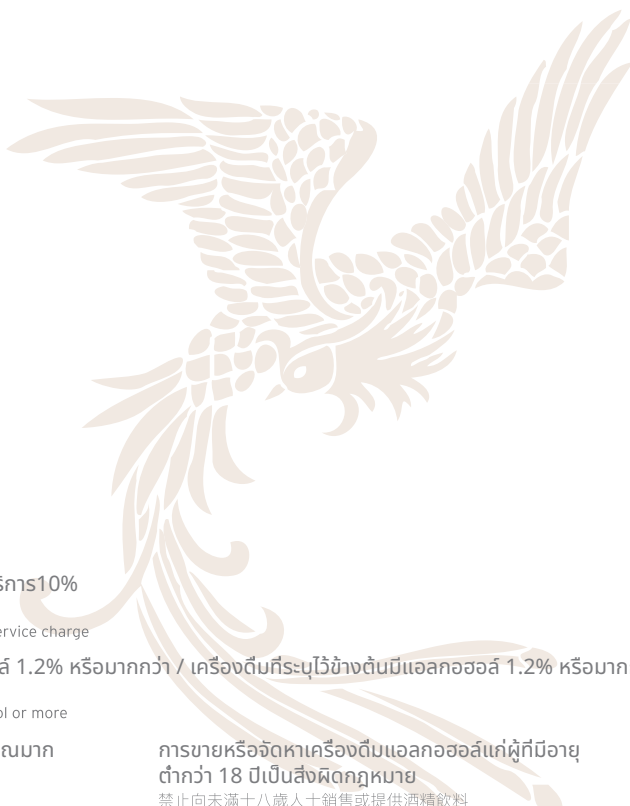 ริการ10%
ervice charge
ล์ 1.2% หรือมากกว่า / เครื่องดื่มที่ระบุไว้ข้างต้นมีแอลกอฮอล์ 1.2% หรือมาก
ol or more
ณมาก
การขายหรือจัดหาเครื่องดื่มแอลกอฮอล์แก่ผู้ที่มีอายุ
ต่ำกว่า 18 ปีเป็นสิ่งผิดกฎหมาย
禁止向未滿十八歲人士銷售或提供酒精飲料